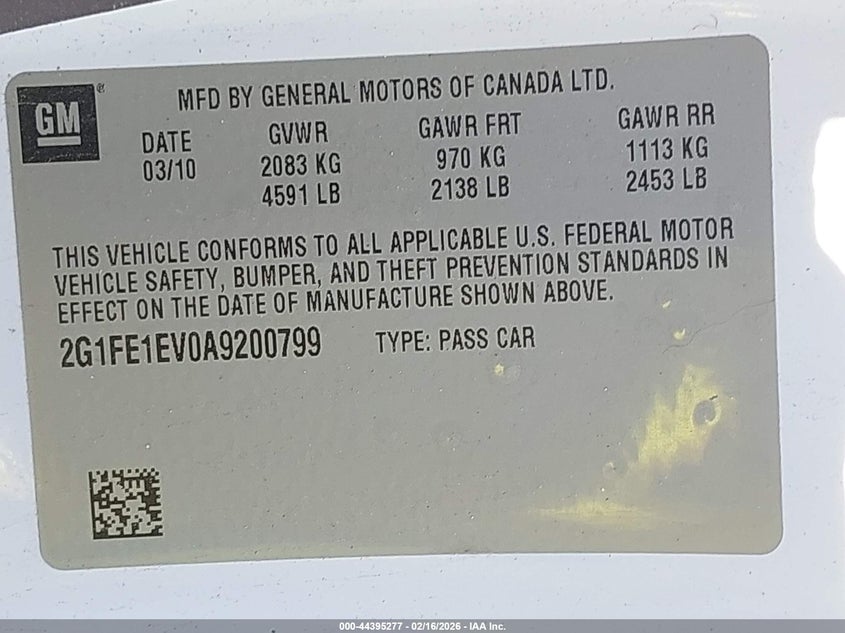 GM ®
MFD BY GENERAL MOTORS OF CANADA LTD.
DATE GVWR GAWR FRT GAWR RR
03/10 2083 KG 970 KG 1113 KG
4591 LB 2138 LB 2453 LB
THIS VEHICLE CONFORMS TO ALL APPLICABLE U.S. FEDERAL MOTOR
VEHICLE SAFETY, BUMPER, AND THEFT PREVENTION STANDARDS IN
EFFECT ON THE DATE OF MANUFACTURE SHOWN ABOVE.
2G1FE1EV0A9200799 TYPE: PASS CAR
000-44395277 - 02/16/2026 - IAA Inc.